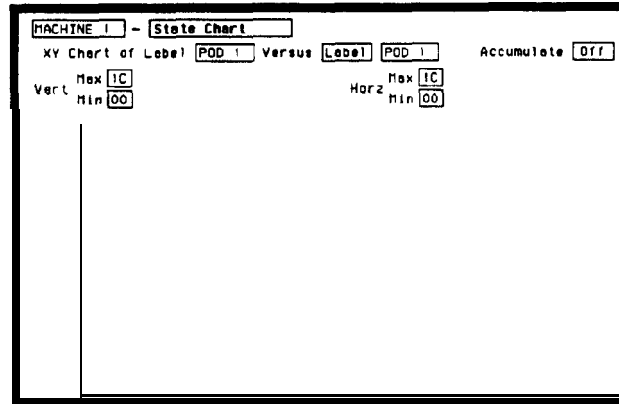 MACHINE 1 - State Chart
XY Chart of Label POD 1 Versus Label POD 1 Accumulate Off
Vert Max 1C Horz Max 1C
Min 00 Min 00